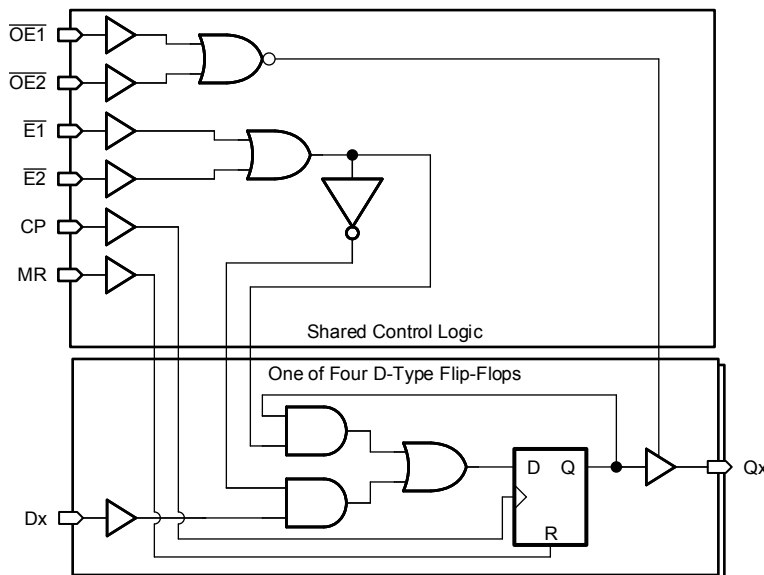 OE1
OE2
E1
E2
CP
MR
Shared Control Logic
One of Four D-Type Flip-Flops
D Q
Qx
Dx
R